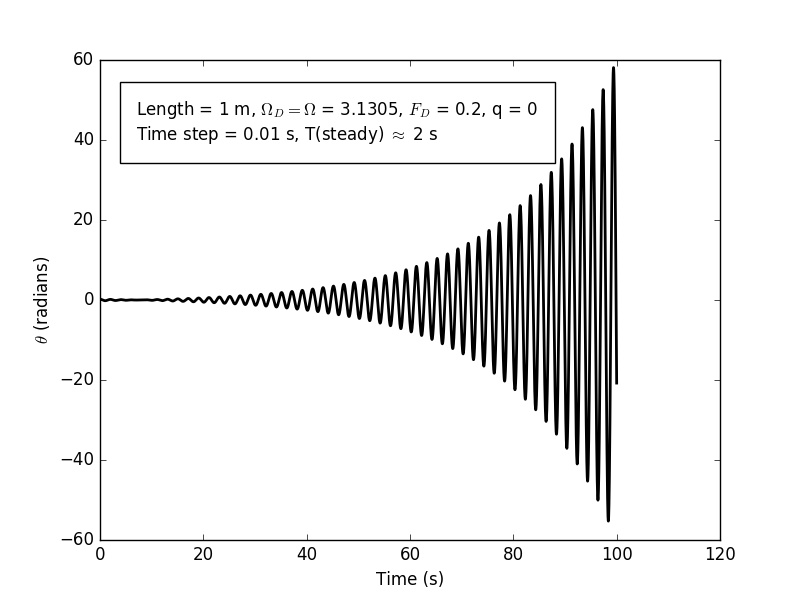 60
40
20
0
−20
−40
−60
θ (radians)
Length = 1 m, Ω_D = Ω = 3.1305, F_D = 0.2, q = 0
Time step = 0.01 s, T(steady) ≈ 2 s
0 20 40 60 80 100 120
Time (s)